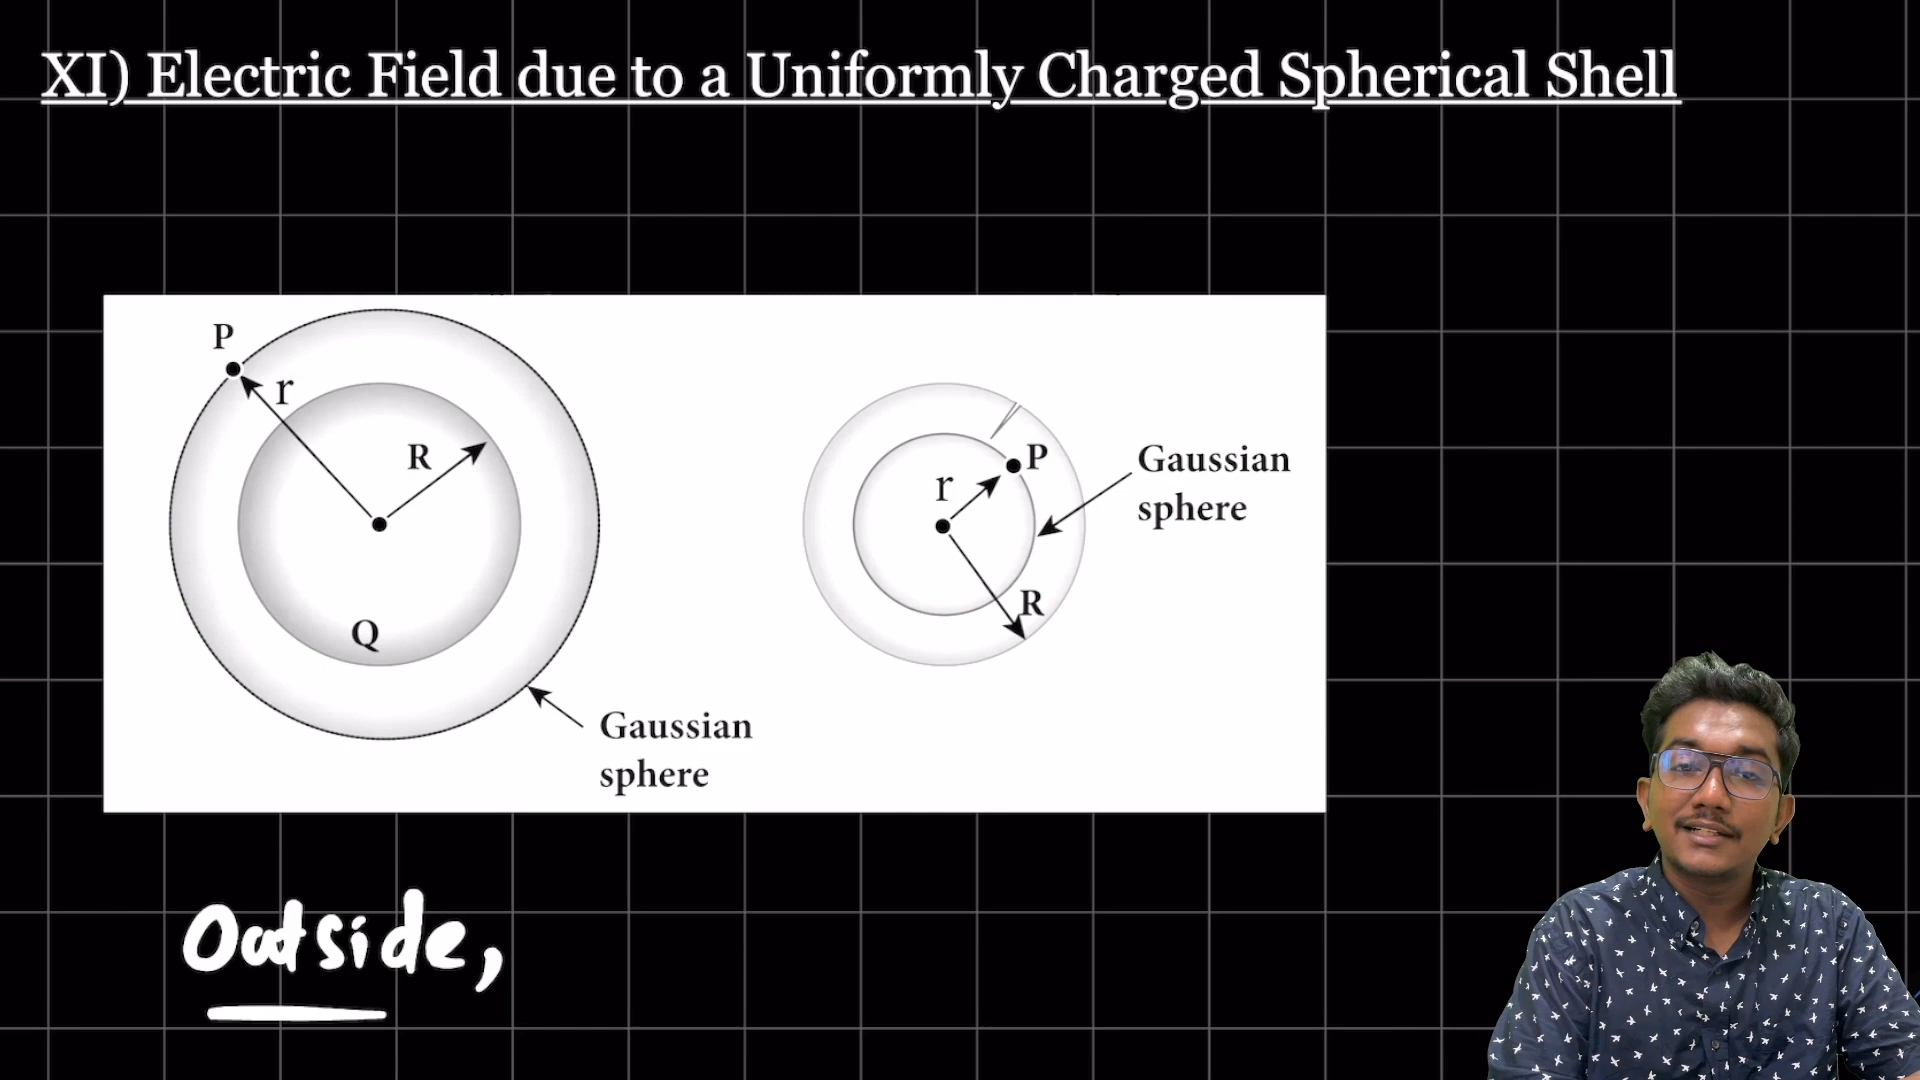 XI) Electric Field due to a Uniformly Charged Spherical Shell
P
r
R
Q
Gaussian
sphere
P
r
R
Gaussian
sphere
Outside,